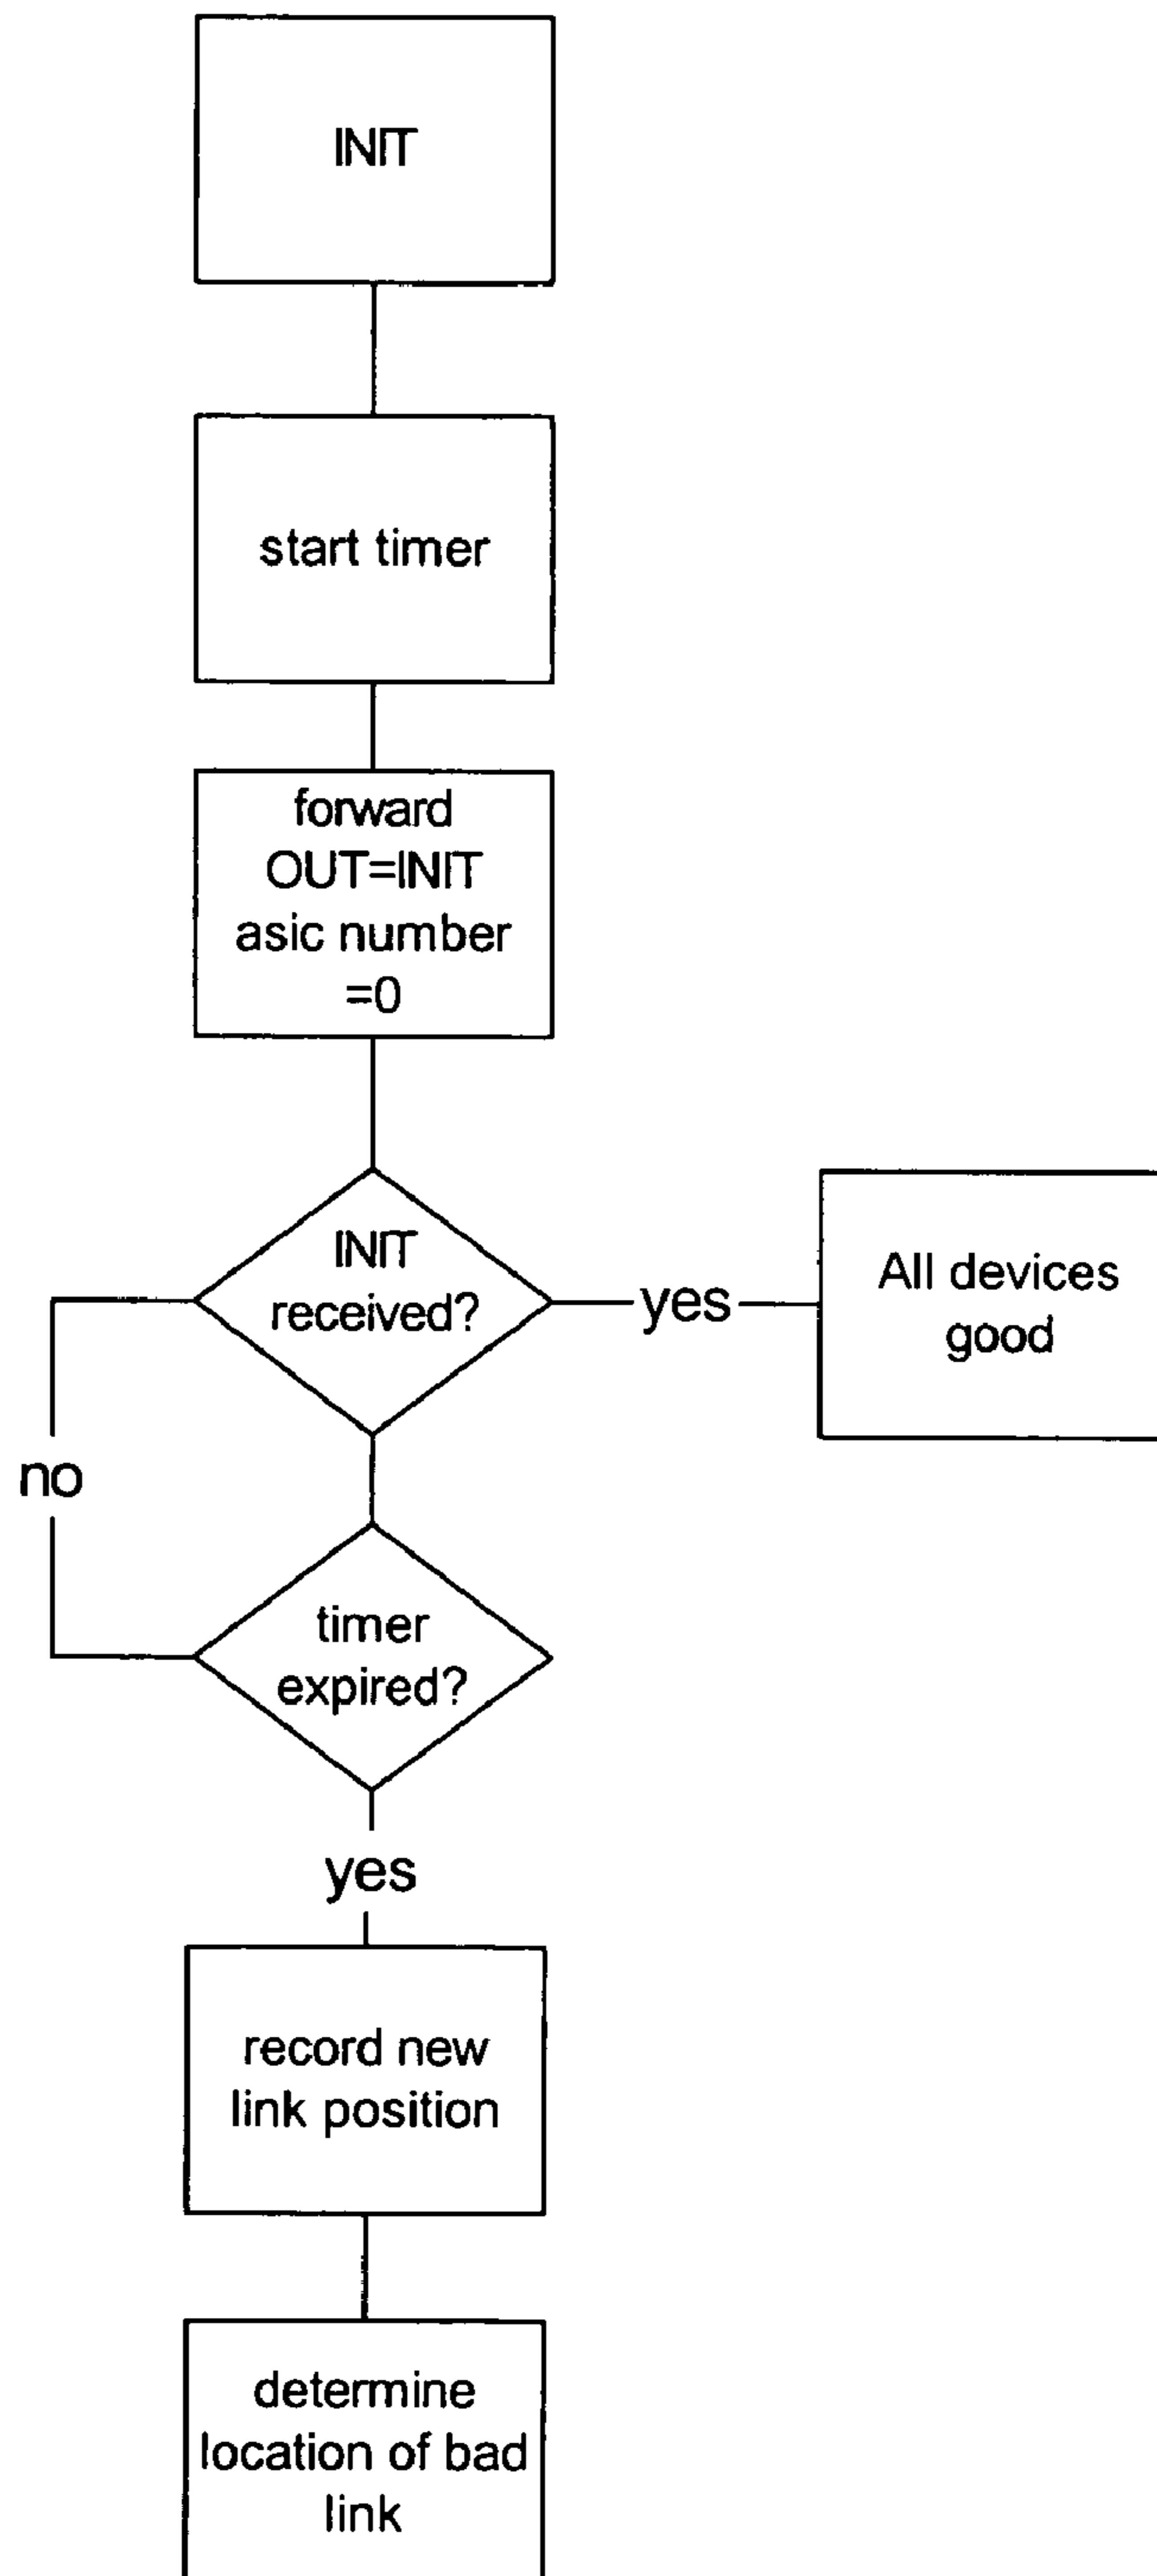 INIT
start timer
forward
OUT=INIT
asic number
=0
INIT
received?
yes
All devices
good
no
timer
expired?
yes
record new
link position
determine
location of bad
link